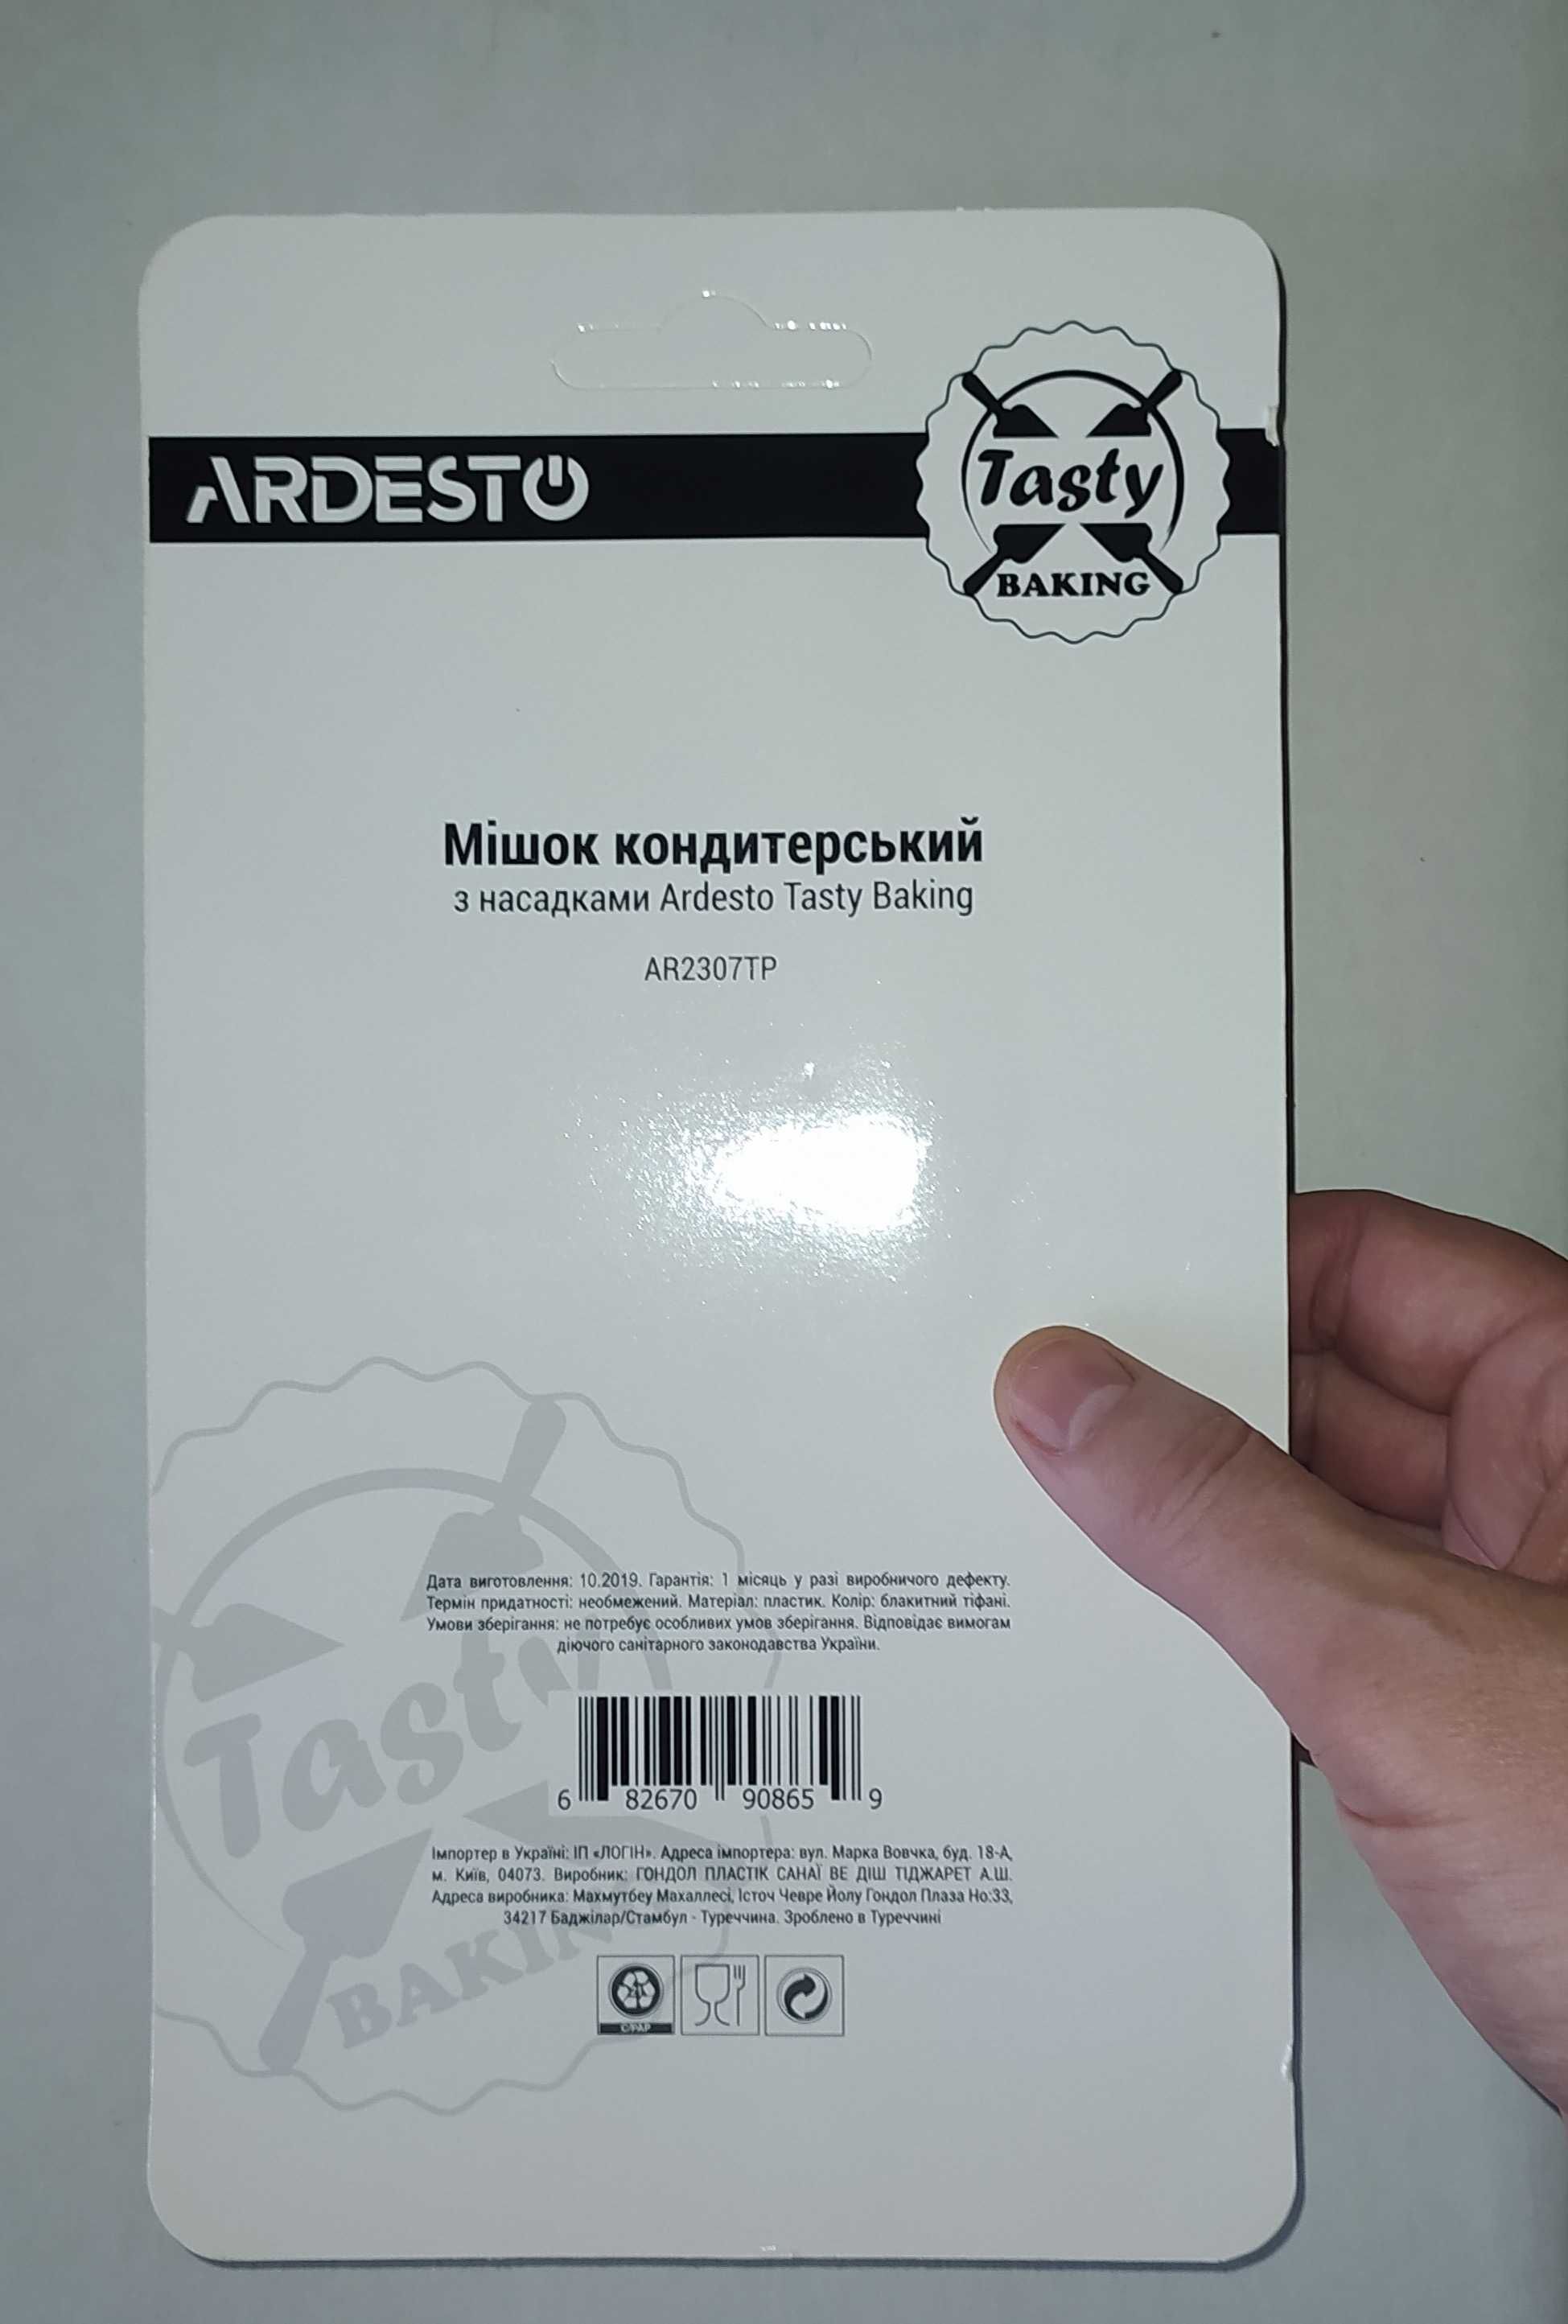 ARDESTO
Tasty
BAKING
Мішок кондитерський
з насадками Ardesto Tasty Baking
AR2307TP
Дата виготовлення: 10.2019. Гарантія: 1 місяць у разі виробничого дефекту.
Термін придатності: необмежений. Матеріал: пластик. Колір: блакитний тіфані.
Умови зберігання: не потребує особливих умов зберігання. Відповідає вимогам
діючого санітарного законодавства України.
Tasty
6 82670 90865 9
Імпортер в Україні: ІП «ЛОГІН». Адреса імпортера: вул. Марка Вовчка, буд. 18-А,
м. Київ, 04073. Виробник: ГОНДОЛ ПЛАСТІК САНАЇ ВЕ ДІШ ТІДЖАРЕТ А.Ш.
Адреса виробника: Махмутбеу Махаллесі, Істоч Чевре Йолу Гондол Плаза Но:33,
34217 Баджілар/Стамбул - Туреччина. Зроблено в Туреччині
BAKING